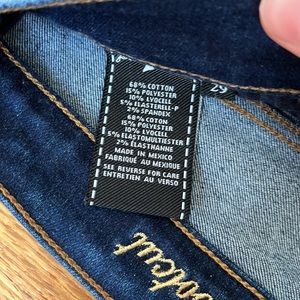 29
68% COTTON
15% POLYESTER
10% LYOCELL
5% ELASTERELL-P
2% SPANDEX
68% COTON
15% POLYESTER
10% LYOCELL
5% ELASTOMULTIESTER
2% ÉLASTHANNE
MADE IN MEXICO
FABRIQUÉ AU MEXIQUE
SEE REVERSE FOR CARE
ENTRETIEN AU VERSO